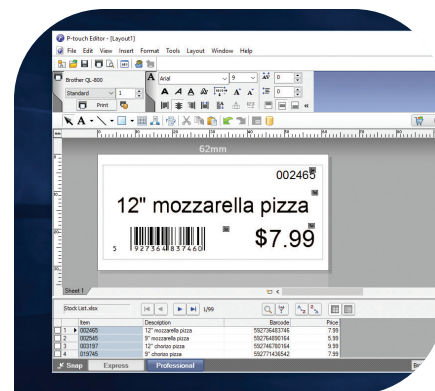 P-touch Editor - [Layout1]
File Edit View Insert Format Tools Layout Window Help
Brother QL-800
Standard 1
Print
A Arial 9 0
0
62mm
002465
12" mozzarella pizza
5 927364 837460
$7.99
Sheet 1
Stock List.xlsx 1/99
Item Description Barcode Price
1 002465 12" mozzarella pizza 592736483746 7.99
2 002545 9" mozzarella pizza 592764890164 5.99
3 003197 12" chorizo pizza 592746780164 9.99
4 019745 9" chorizo pizza 592771436542 7.99
Snap Express Professional